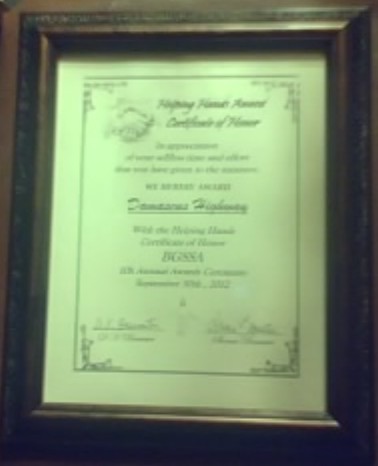 Helping Hands Award
Certificate of Honor
In appreciation
of your selfless time and effort
that you have given to the
WE HEREBY AWARD
Damascus Highway
With the Helping Hands
Certificate of Honor
BGSSA
Annual Awards Ceremony
September 30th, 2012